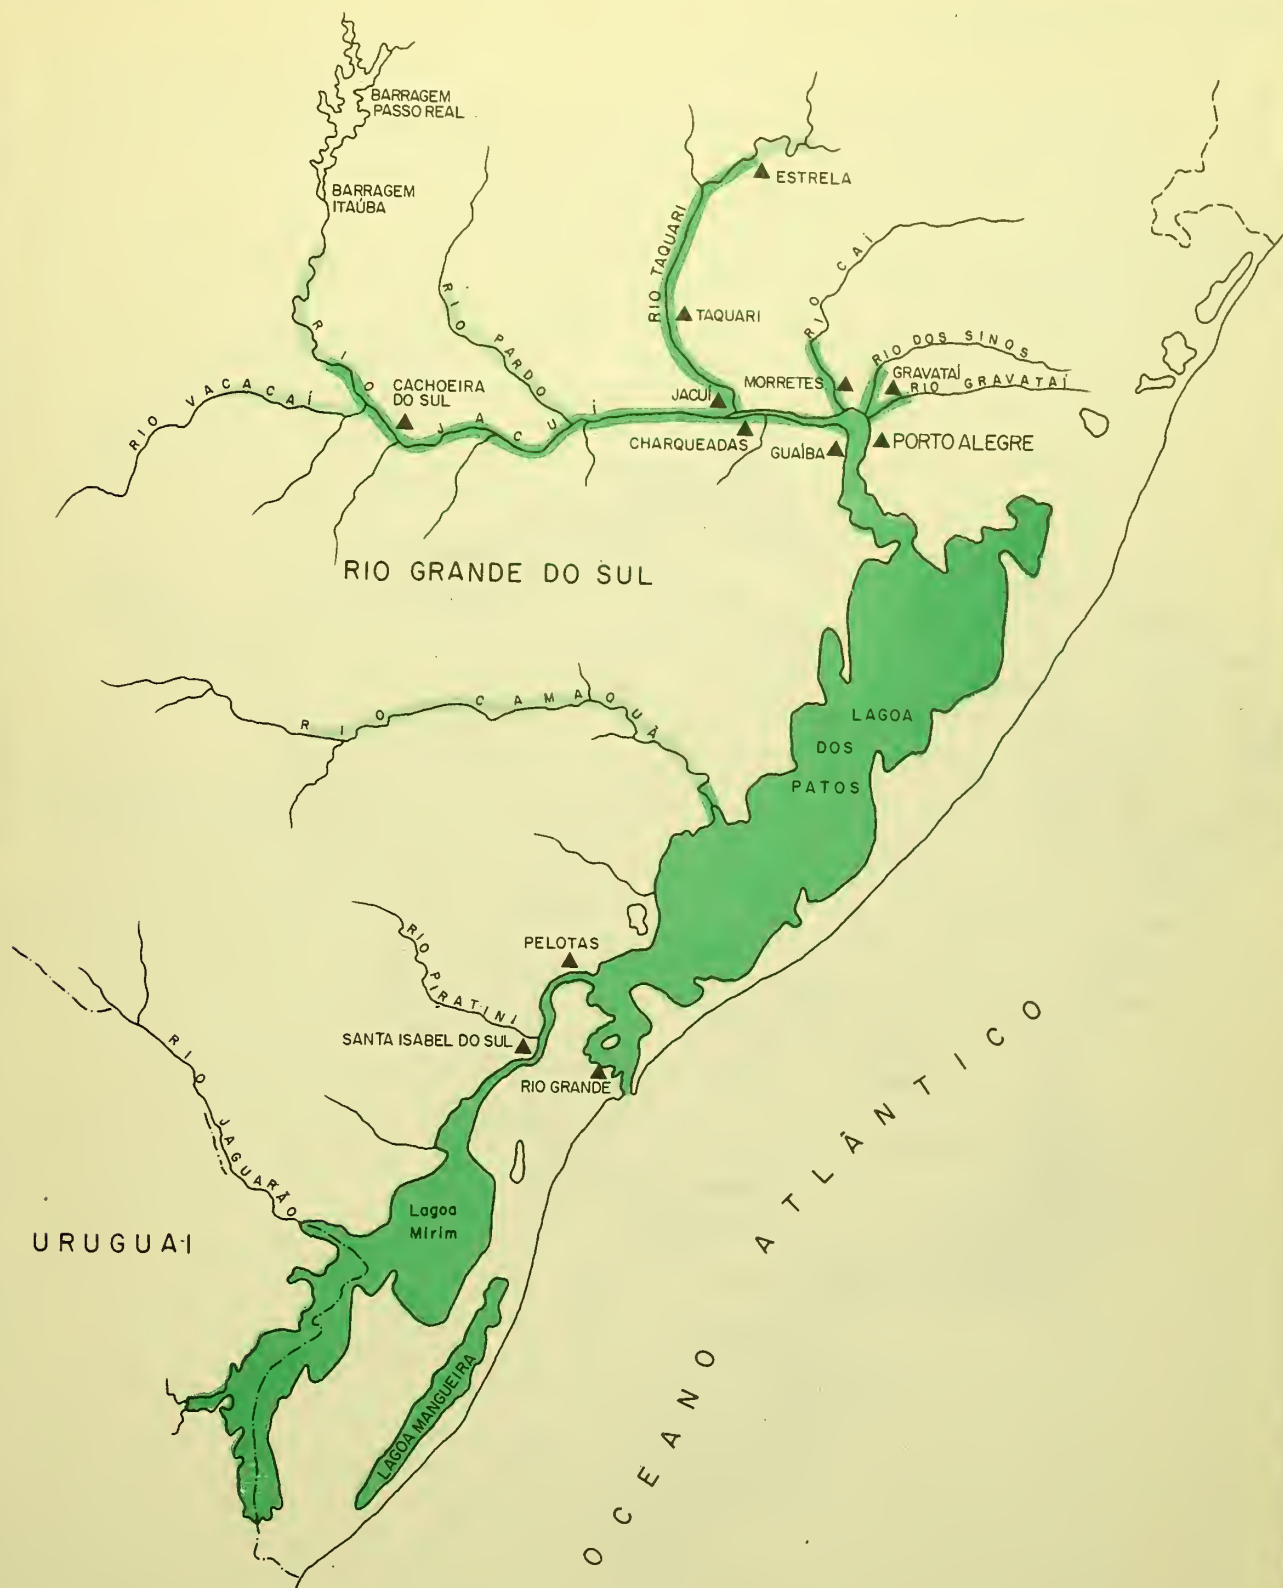 BARRAGEM
PASSO REAL
BARRAGEM
ITAÚBA
ESTRELA
RIO TAQUARI
RIO CAÍ
RIO PARDO
TAQUARI
RIO DOS SINOS
GRAVATAÍ
RIO GRAVATAÍ
MORRETES
RIO JACUÍ
CACHOEIRA
DO SUL
RIO VACACAÍ
JACUÍ
CHARQUEADAS
GUAÍBA
PORTO ALEGRE
RIO GRANDE DO SUL
RIO CAMAQUÃ
LAGOA
DOS
PATOS
PELOTAS
RIO PIRATINI
SANTA ISABEL DO SUL
RIO GRANDE
RIO JAGUARÃO
Lagoa
Mirim
URUGUAI
LAGOA MANGUEIRA
OCEANO ATLÂNTICO